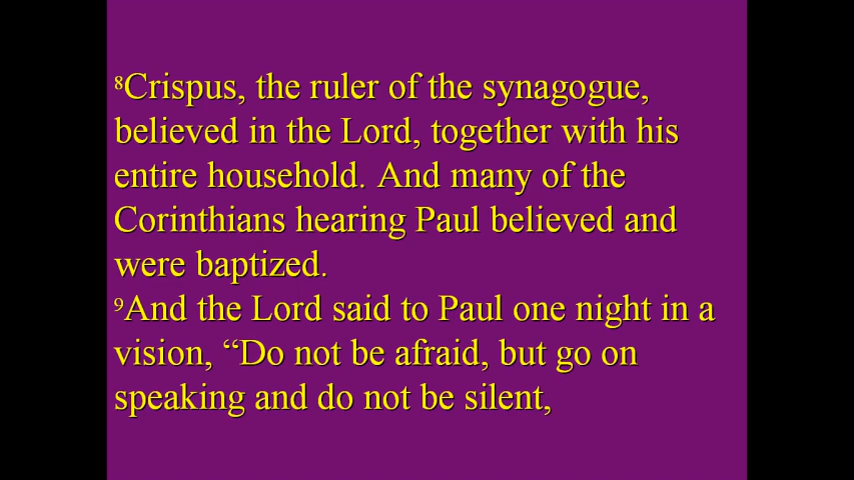 ⁸Crispus, the ruler of the synagogue,
believed in the Lord, together with his
entire household. And many of the
Corinthians hearing Paul believed and
were baptized.
⁹And the Lord said to Paul one night in a
vision, “Do not be afraid, but go on
speaking and do not be silent,